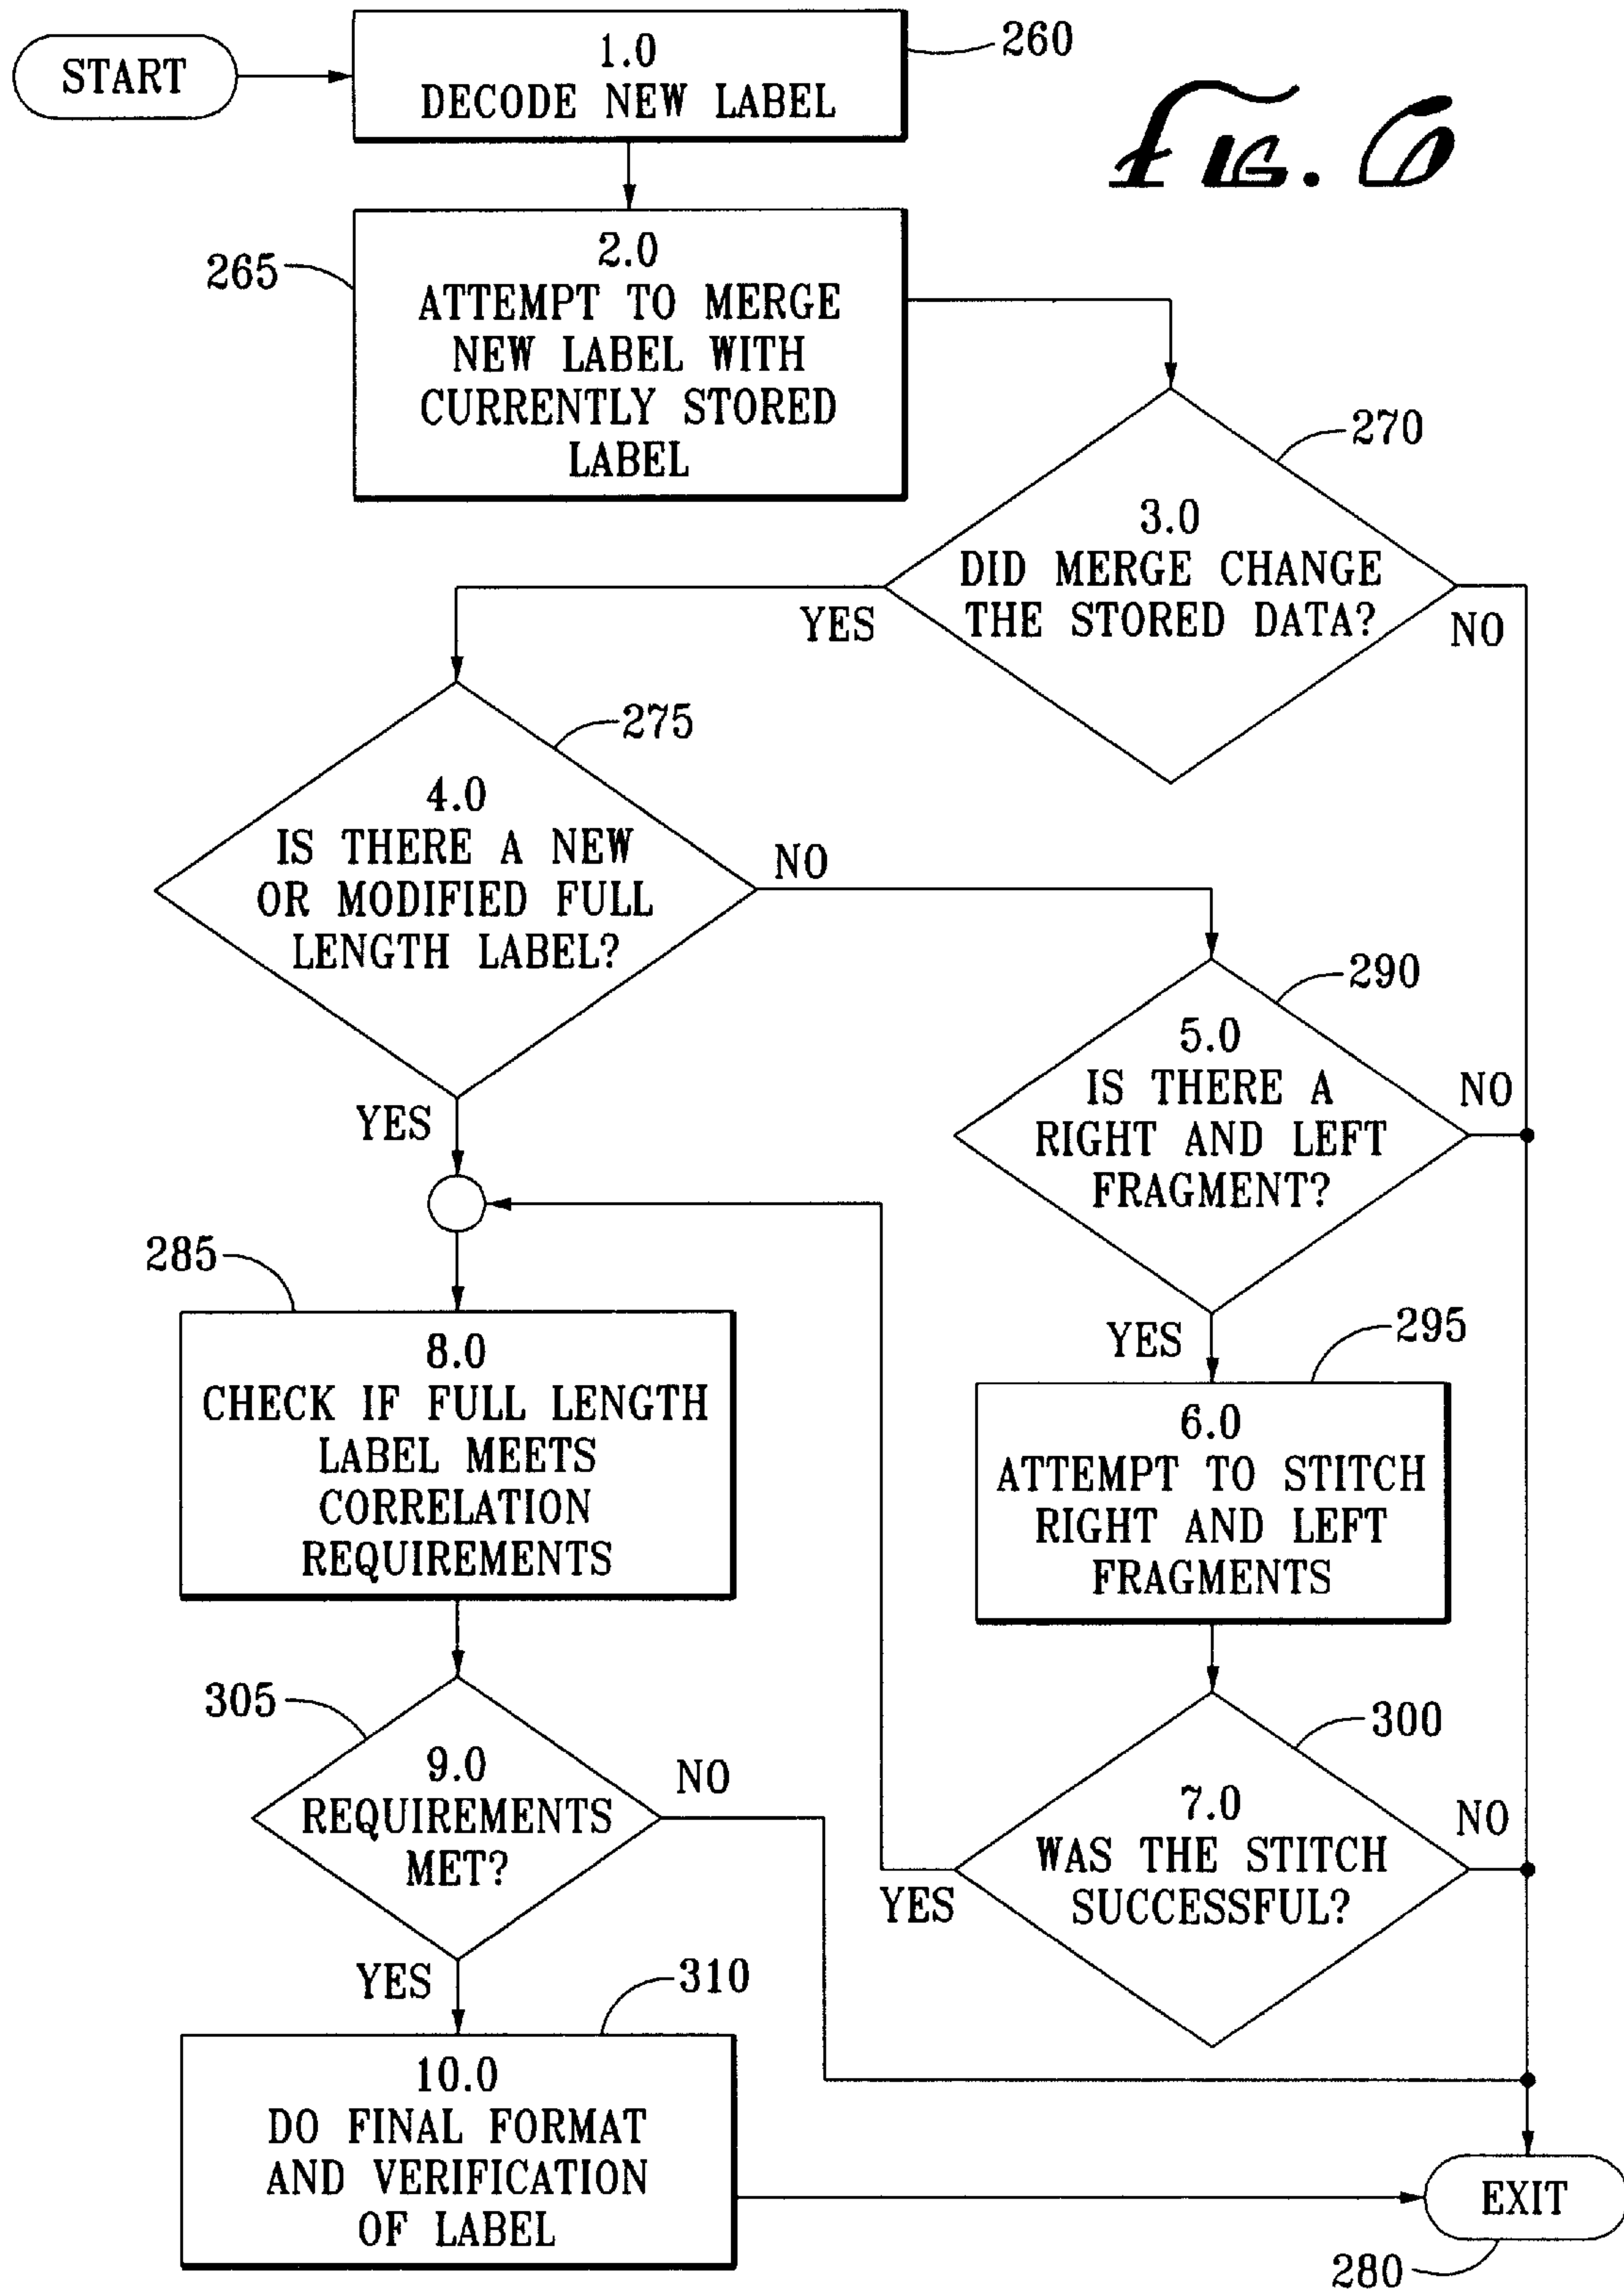 START
1.0
DECODE NEW LABEL
260
FIG. 6
265
2.0
ATTEMPT TO MERGE
NEW LABEL WITH
CURRENTLY STORED
LABEL
270
3.0
DID MERGE CHANGE
THE STORED DATA?
YES
NO
275
4.0
IS THERE A NEW
OR MODIFIED FULL
LENGTH LABEL?
NO
YES
290
5.0
IS THERE A
RIGHT AND LEFT
FRAGMENT?
NO
YES
285
8.0
CHECK IF FULL LENGTH
LABEL MEETS
CORRELATION
REQUIREMENTS
295
6.0
ATTEMPT TO STITCH
RIGHT AND LEFT
FRAGMENTS
305
9.0
REQUIREMENTS
MET?
NO
YES
300
7.0
WAS THE STITCH
SUCCESSFUL?
NO
YES
310
10.0
DO FINAL FORMAT
AND VERIFICATION
OF LABEL
EXIT
280